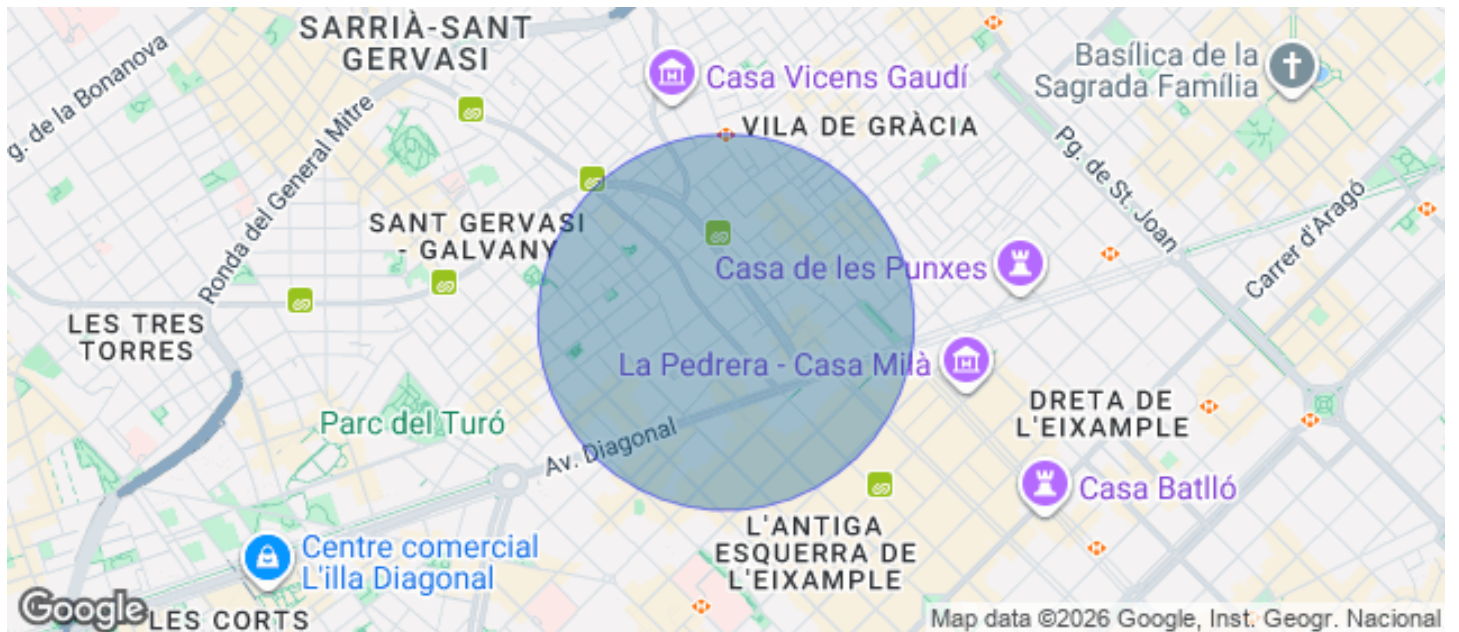 SARRIÀ-SANT
GERVASI
g. de la Bonanova
Casa Vicens Gaudí
Basílica de la
Sagrada Família
VILA DE GRÀCIA
Ronda del General Mitre
Pg. de St. Joan
SANT GERVASI
- GALVANY
Carrer d'Aragó
Casa de les Punxes
LES TRES
TORRES
La Pedrera - Casa Milà
DRETA DE
L'EIXAMPLE
Parc del Turó
Av. Diagonal
Casa Batlló
L'ANTIGA
ESQUERRA DE
L'EIXAMPLE
Centre comercial
L'illa Diagonal
Google
LES CORTS
Map data ©2026 Google, Inst. Geogr. Nacional